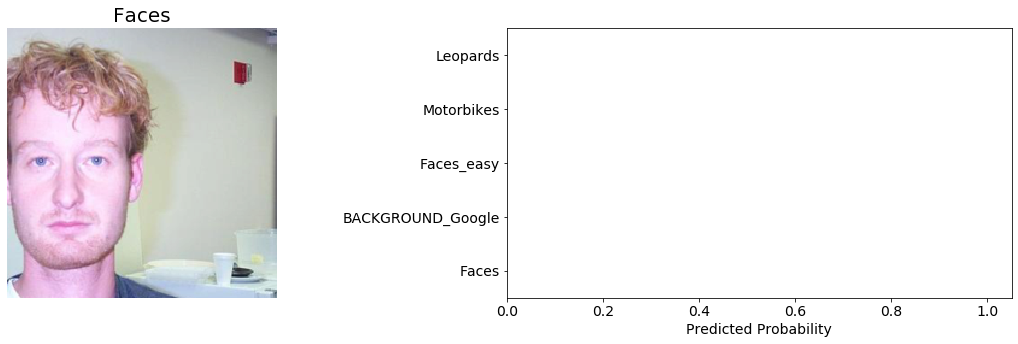 Faces
Leopards
Motorbikes
Faces_easy
BACKGROUND_Google
Faces
0.0 0.2 0.4 0.6 0.8 1.0
Predicted Probability